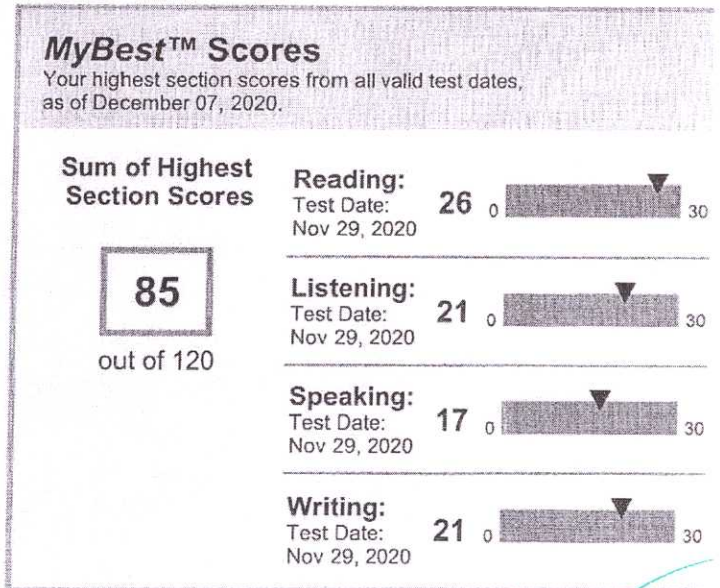 MyBest™ Scores
Your highest section scores from all valid test dates,
as of December 07, 2020.
Sum of Highest
Section Scores
85
out of 120
Reading:
Test Date:
Nov 29, 2020
26
0
30
Listening:
Test Date:
Nov 29, 2020
21
0
30
Speaking:
Test Date:
Nov 29, 2020
17
0
30
Writing:
Test Date:
Nov 29, 2020
21
0
30